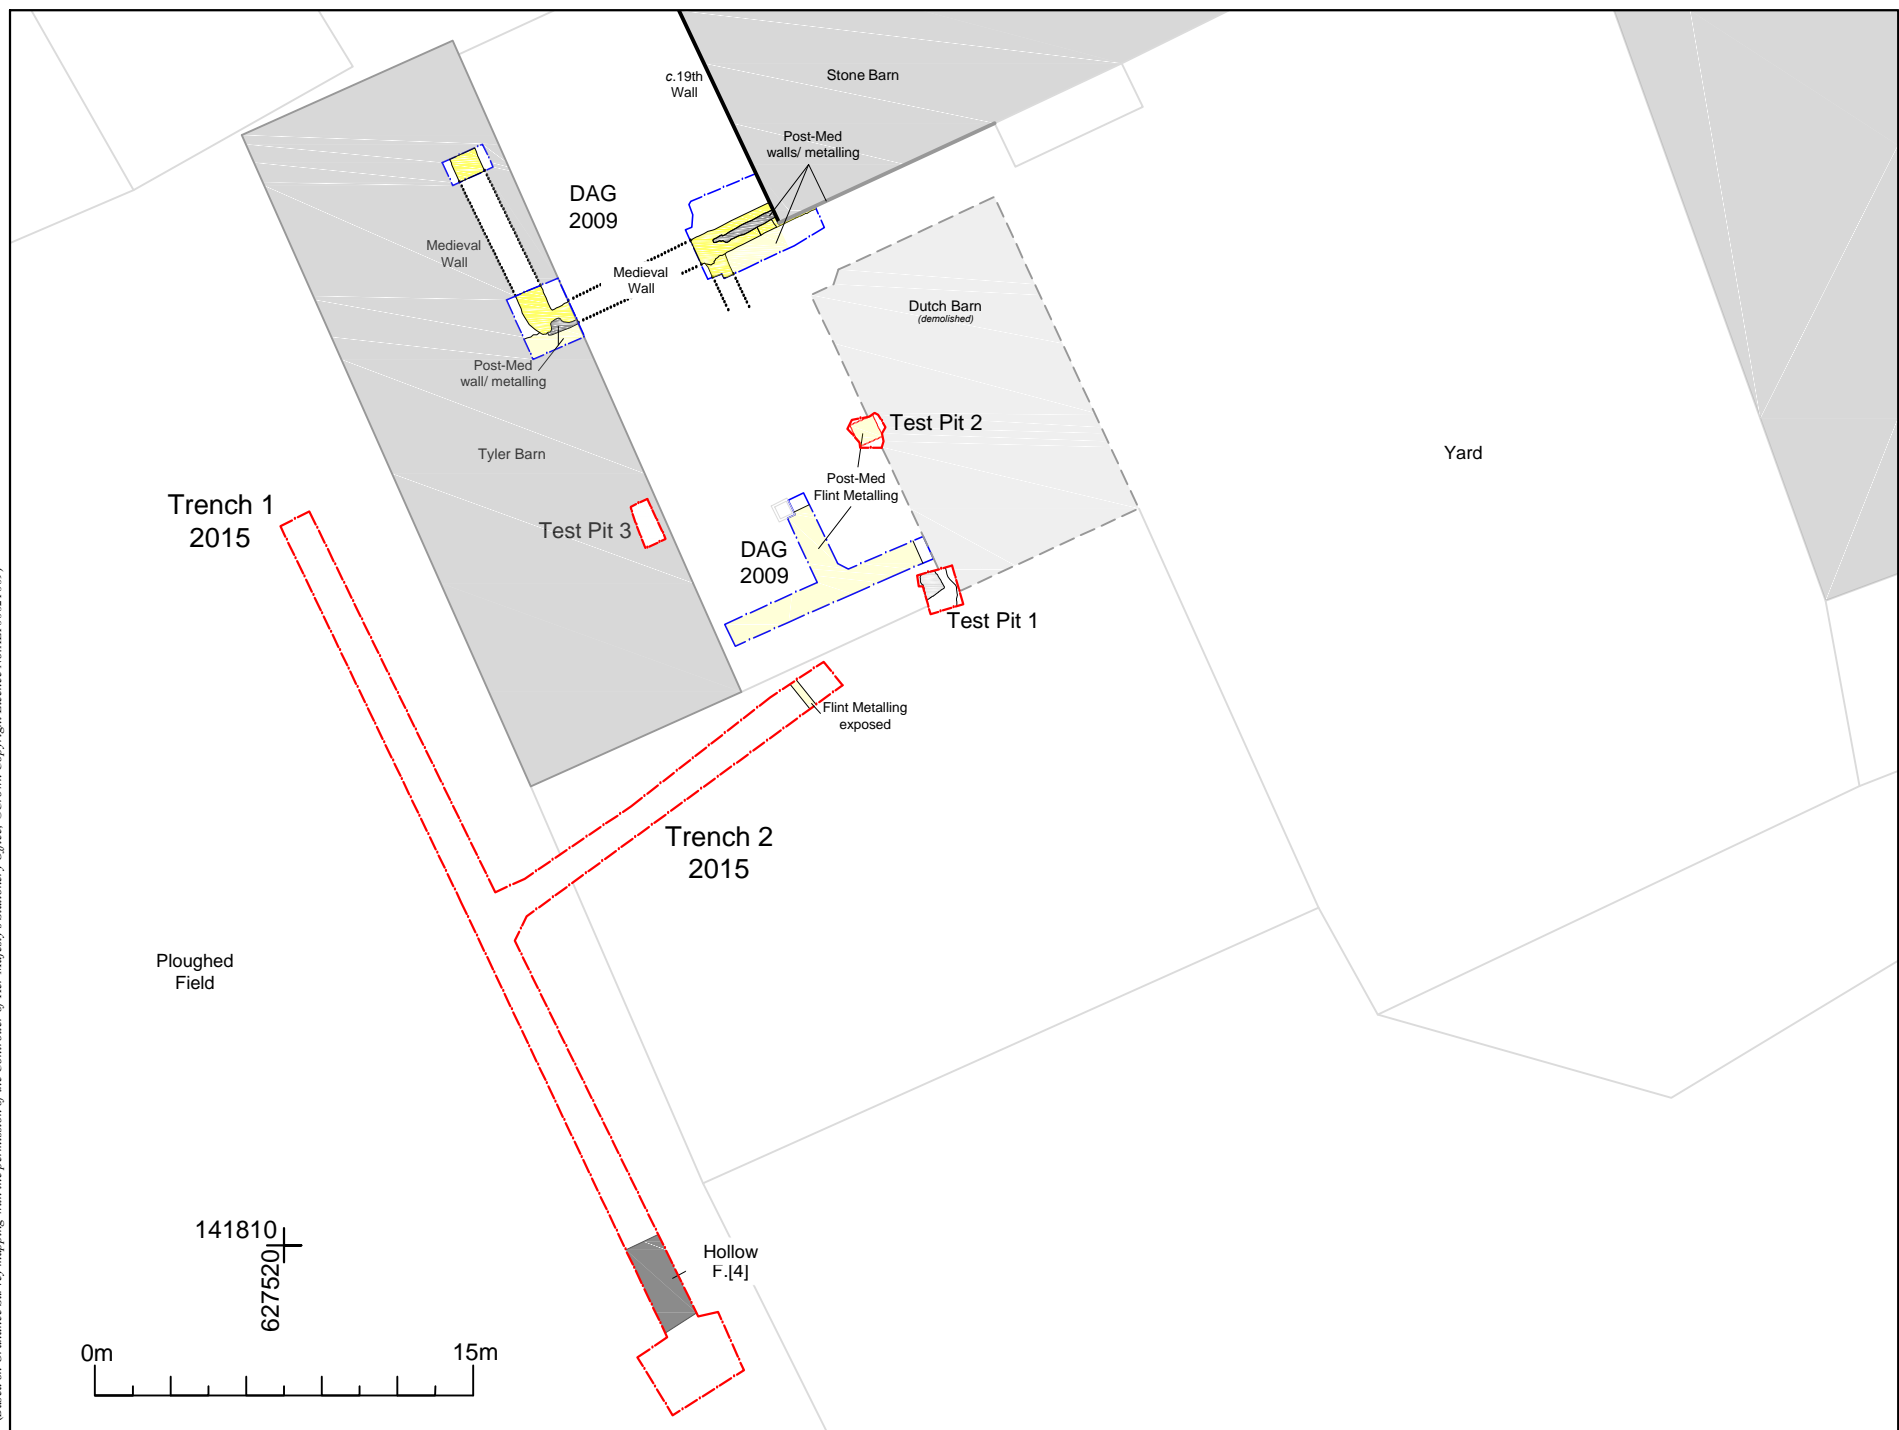 c.19th
Wall
Stone Barn
Post-Med
walls/ metalling
DAG
2009
Medieval
Wall
Medieval
Wall
Dutch Barn
(demolished)
Post-Med
wall/ metalling
Test Pit 2
Tyler Barn
Yard
Post-Med
Flint Metalling
Trench 1
2015
Test Pit 3
DAG
2009
Test Pit 1
Flint Metalling
exposed
Trench 2
2015
Ploughed
Field
141810
627520
Hollow
F.[4]
0m
15m